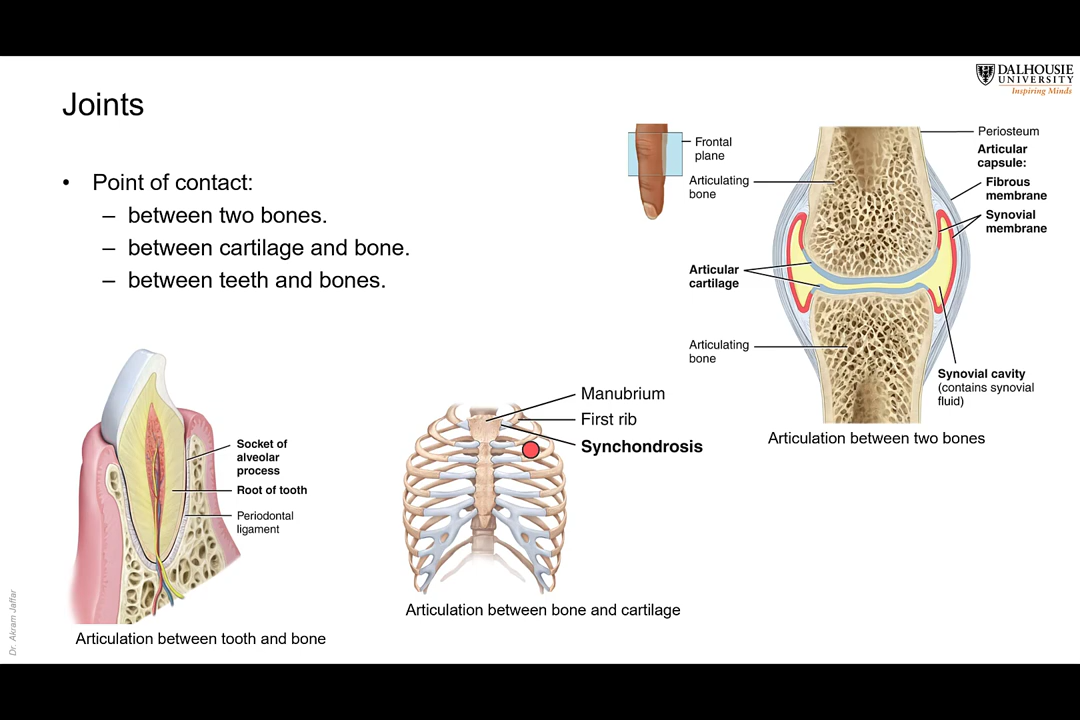 DALHOUSIE
UNIVERSITY
Inspiring Minds
Joints
• Point of contact:
– between two bones.
– between cartilage and bone.
– between teeth and bones.
Frontal
plane
Articulating
bone
Articular
cartilage
Articulating
bone
Periosteum
Articular
capsule:
Fibrous
membrane
Synovial
membrane
Synovial cavity
(contains synovial
fluid)
Articulation between two bones
Socket of
alveolar
process
Root of tooth
Periodontal
ligament
Articulation between tooth and bone
Manubrium
First rib
Synchondrosis
Articulation between bone and cartilage
Dr. Akram Jaffar